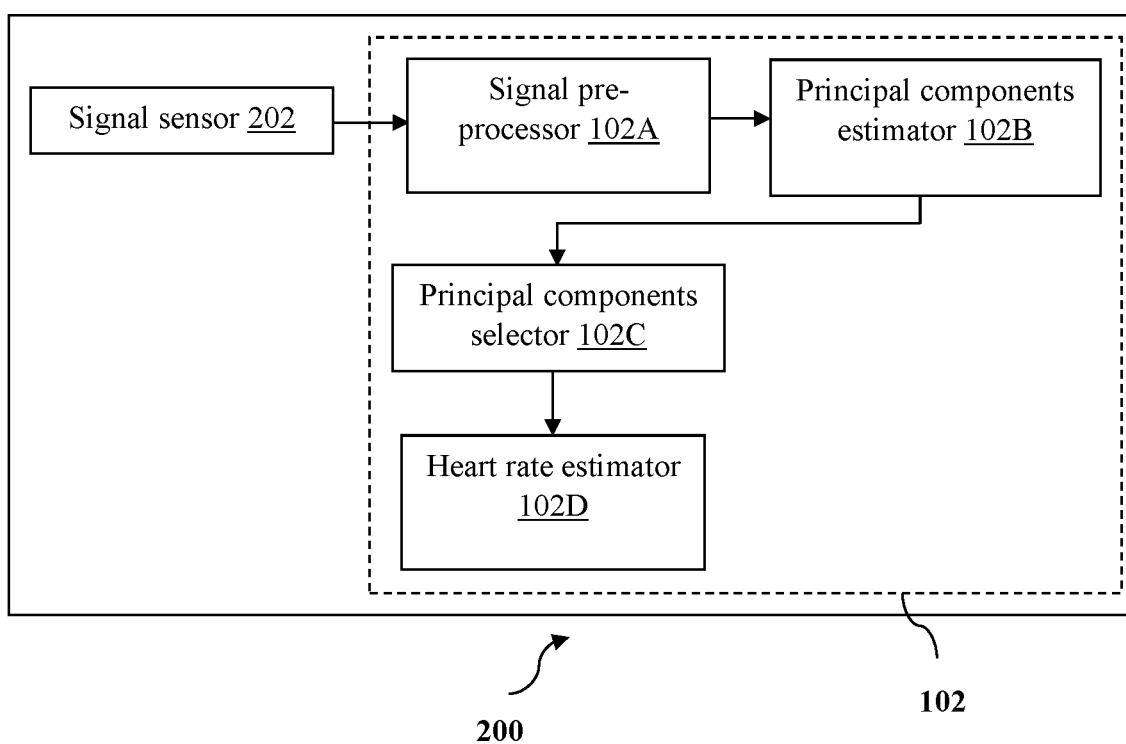 Signal sensor 202
Signal pre-
processor 102A
Principal components
estimator 102B
Principal components
selector 102C
Heart rate estimator
102D
200
102